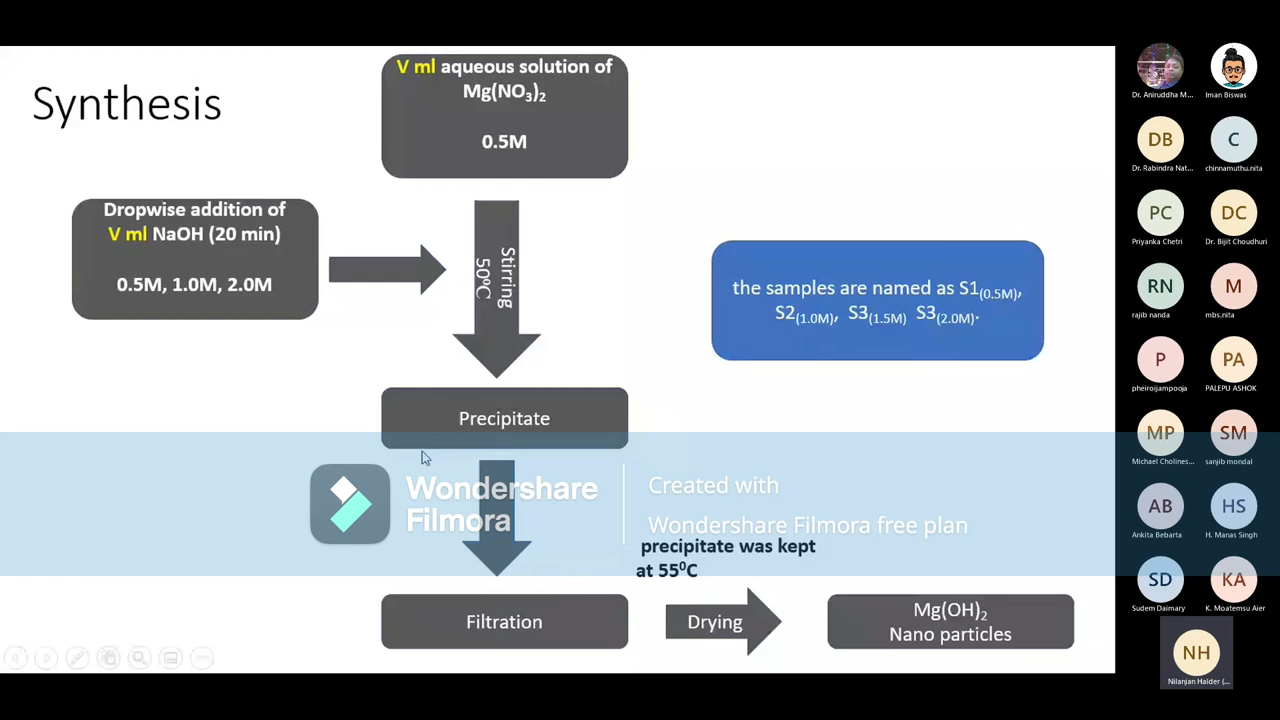 Synthesis
V ml aqueous solution of
Mg(NO₃)₂
0.5M
Dropwise addition of
V ml NaOH (20 min)
0.5M, 1.0M, 2.0M
Stirring
50⁰C
the samples are named as S1₍₀.₅M₎,
S2₍₁.₀M₎, S3₍₁.₅M₎ S3₍₂.₀M₎.
Precipitate
Wondershare
Filmora
Created with
Wondershare Filmora free plan
precipitate was kept
at 55⁰C
Filtration
Drying
Mg(OH)₂
Nano particles
Dr. Aniruddha M...
Iman Biswas
DB
Dr. Rabindra Nat...
C
chinnamuthu.nita
PC
Priyanka Chetri
DC
Dr. Bijit Choudhuri
RN
rajib nanda
M
mbs.nita
P
pheiroijampooja
PA
PALEPU ASHOK
MP
Michael Cholines...
SM
sanjib mondal
AB
Ankita Bebarta
HS
H. Manas Singh
SD
Sudem Daimary
KA
K. Moatemsu Aier
NH
Nilanjan Halder (...